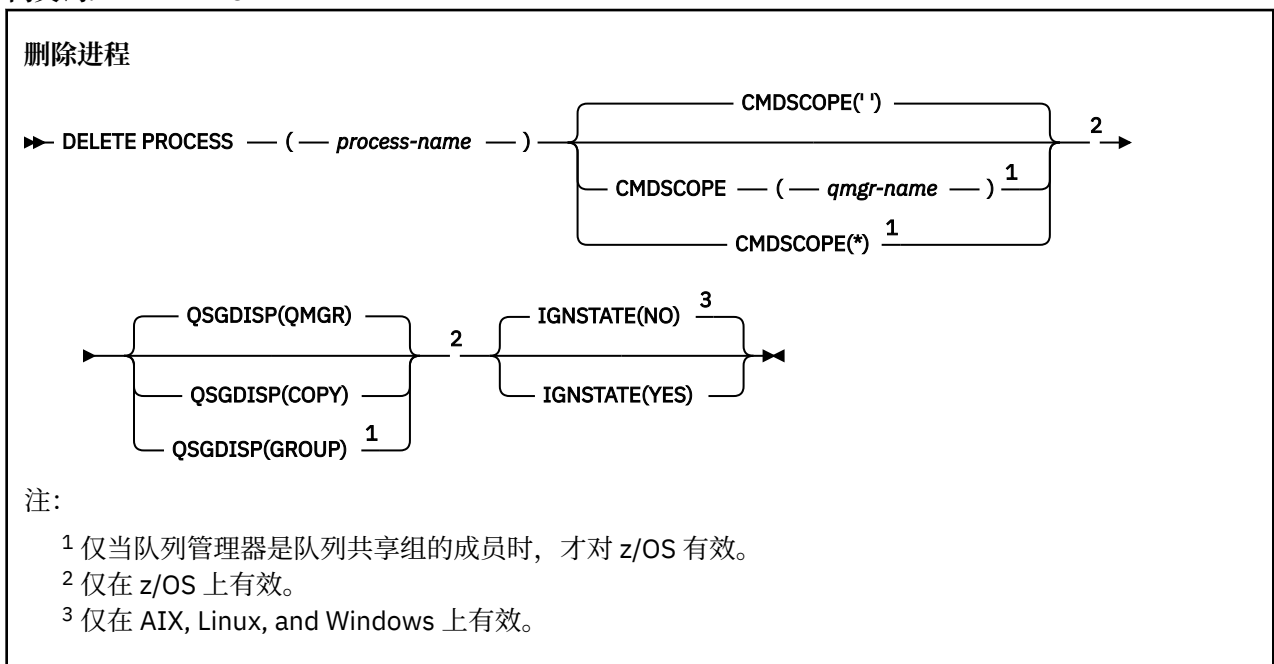 删除进程
CMDSCOPE(' ')
DELETE PROCESS ( process-name ) 2
CMDSCOPE ( qmgr-name ) 1
CMDSCOPE(*) 1
QSGDISP(QMGR) IGNSTATE(NO) 3
2
QSGDISP(COPY) IGNSTATE(YES)
QSGDISP(GROUP) 1
注：
1 仅当队列管理器是队列共享组的成员时，才对 z/OS 有效。
2 仅在 z/OS 上有效。
3 仅在 AIX, Linux, and Windows 上有效。